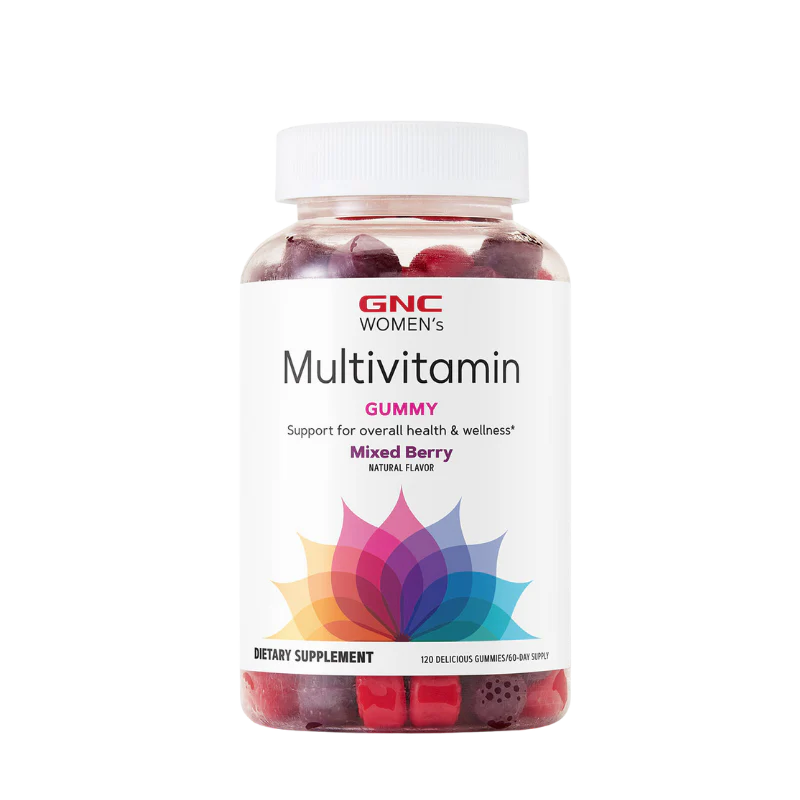 GNC
WOMEN's
Multivitamin
GUMMY
Support for overall health & wellness*
Mixed Berry
NATURAL FLAVOR
DIETARY SUPPLEMENT
120 DELICIOUS GUMMIES/60-DAY SUPPLY